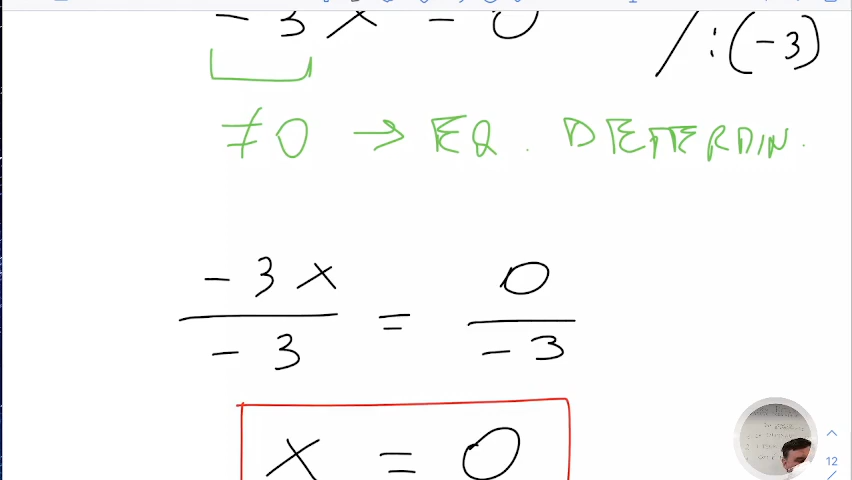 - 3x = 0 / : (-3)
≠0 → EQ. DETERMIN.
-3x / -3 = 0 / -3
x = 0
12